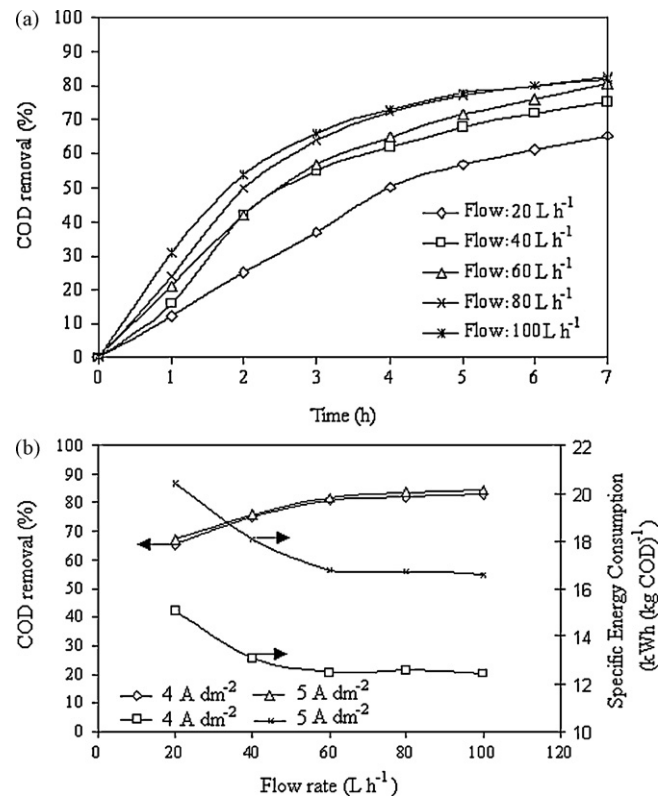 (a)
100
90
80
70
60
50
40
30
20
10
0
COD removal (%)
Flow: 20 L h-1
Flow: 40 L h-1
Flow: 60 L h-1
Flow: 80 L h-1
Flow: 100L h-1
0 1 2 3 4 5 6 7
Time (h)
(b)
100
90
80
70
60
50
40
30
20
10
0
COD removal (%)
4 A dm-2 5 A dm-2
4 A dm-2 5 A dm-2
22
20
18
16
14
12
10
Specific Energy Consumption
(kWh (kg COD)-1
0 20 40 60 80 100 120
Flow rate (L h-1)